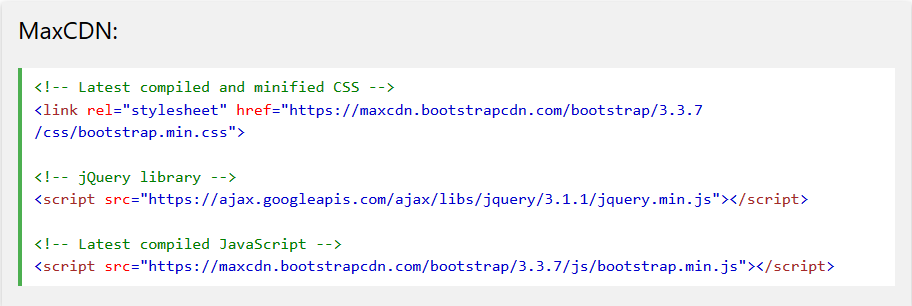 MaxCDN:
<!-- Latest compiled and minified CSS -->
<link rel="stylesheet" href="https://maxcdn.bootstrapcdn.com/bootstrap/3.3.7
/css/bootstrap.min.css">
<!-- jQuery library -->
<script src="https://ajax.googleapis.com/ajax/libs/jquery/3.1.1/jquery.min.js"></script>
<!-- Latest compiled JavaScript -->
<script src="https://maxcdn.bootstrapcdn.com/bootstrap/3.3.7/js/bootstrap.min.js"></script>